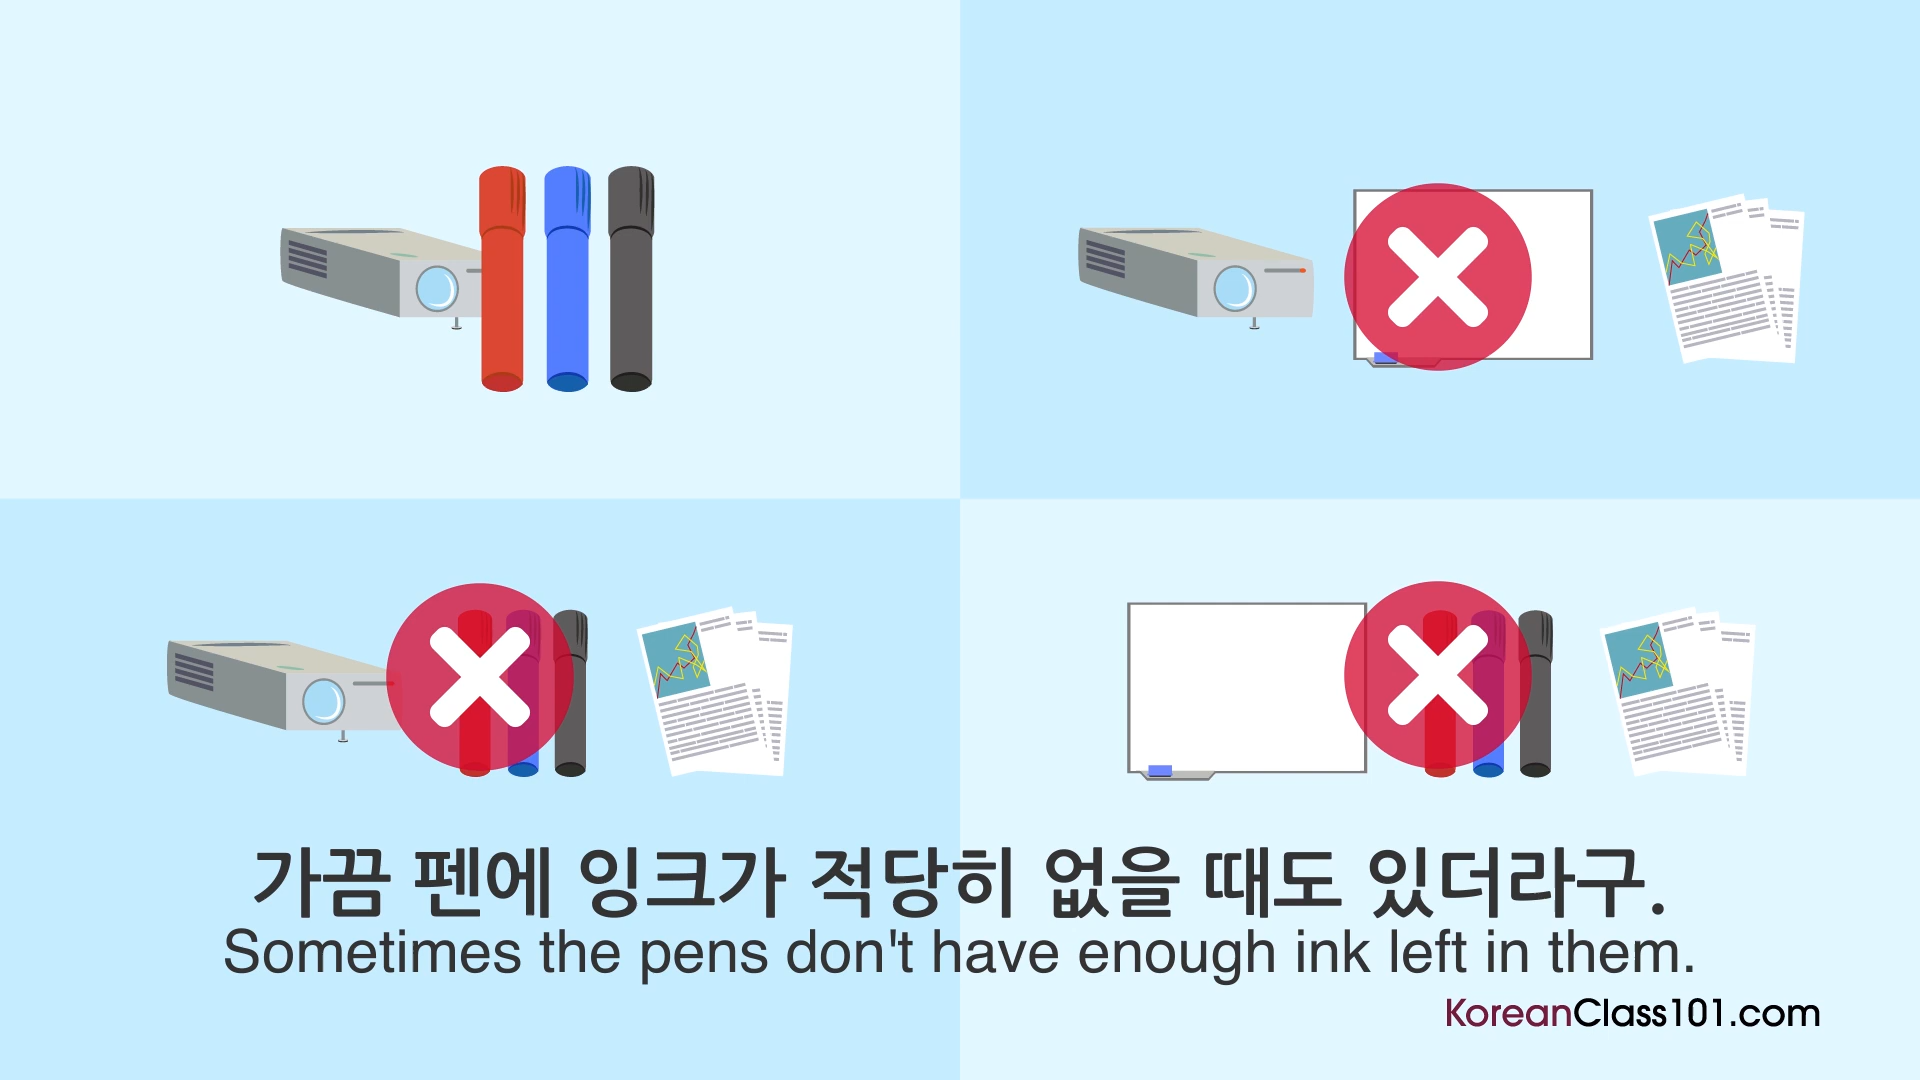 가끔 펜에 잉크가 적당히 없을 때도 있더라구.
Sometimes the pens don't have enough ink left in them.
KoreanClass101.com